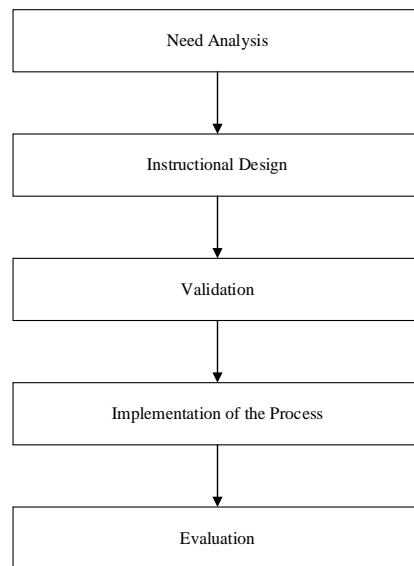 Need Analysis
Instructional Design
Validation
Implementation of the Process
Evaluation